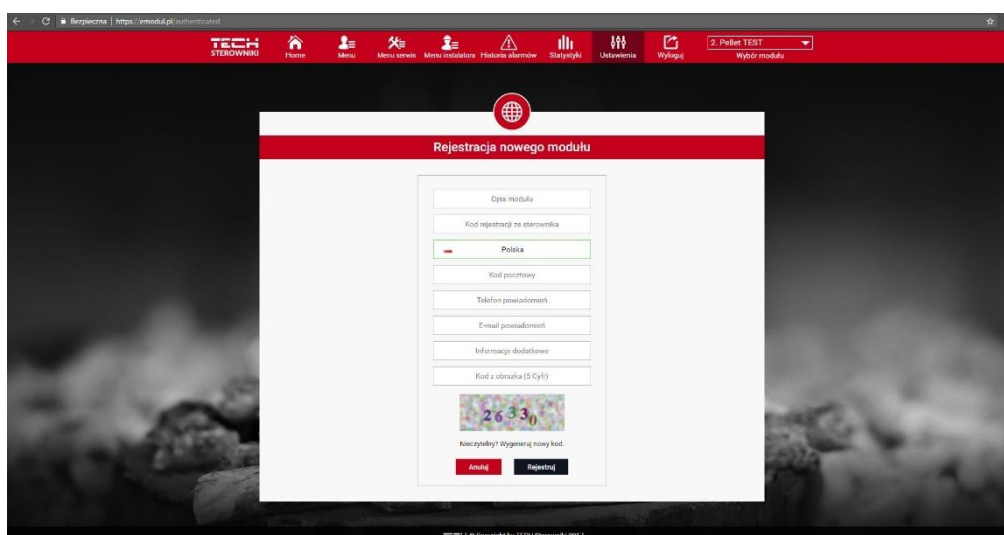 Bezpieczna | https://emodul.pl/authenticated
TECH STEROWNIKI
Home
Menu
Menu serwis
Menu instalatora
Historia alarmów
Statystyki
Ustawienia
Wyloguj
2. Pellet TEST
Wybór modułu
Rejestracja nowego modułu
Opis modułu
Kod rejestracji ze sterownika
Polska
Kod pocztowy
Telefon powiadomień
E-mail powiadomień
Informacje dodatkowe
Kod z obrazka (5 Cyfr)
26330
Nieczytelny? Wygeneruj nowy kod.
Anuluj
Rejestruj